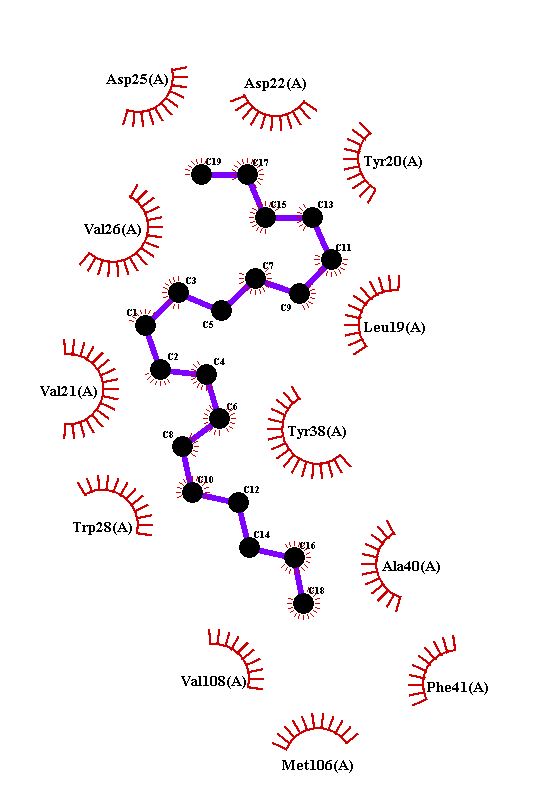 Asp25(A)
Asp22(A)
C19
C17
Tyr20(A)
C15
C13
Val26(A)
C11
C3
C7
C9
C1
C5
Leu19(A)
C2
C4
Val21(A)
C6
C8
Tyr38(A)
C10
C12
Trp28(A)
C14
C16
Ala40(A)
C18
Val108(A)
Phe41(A)
Met106(A)